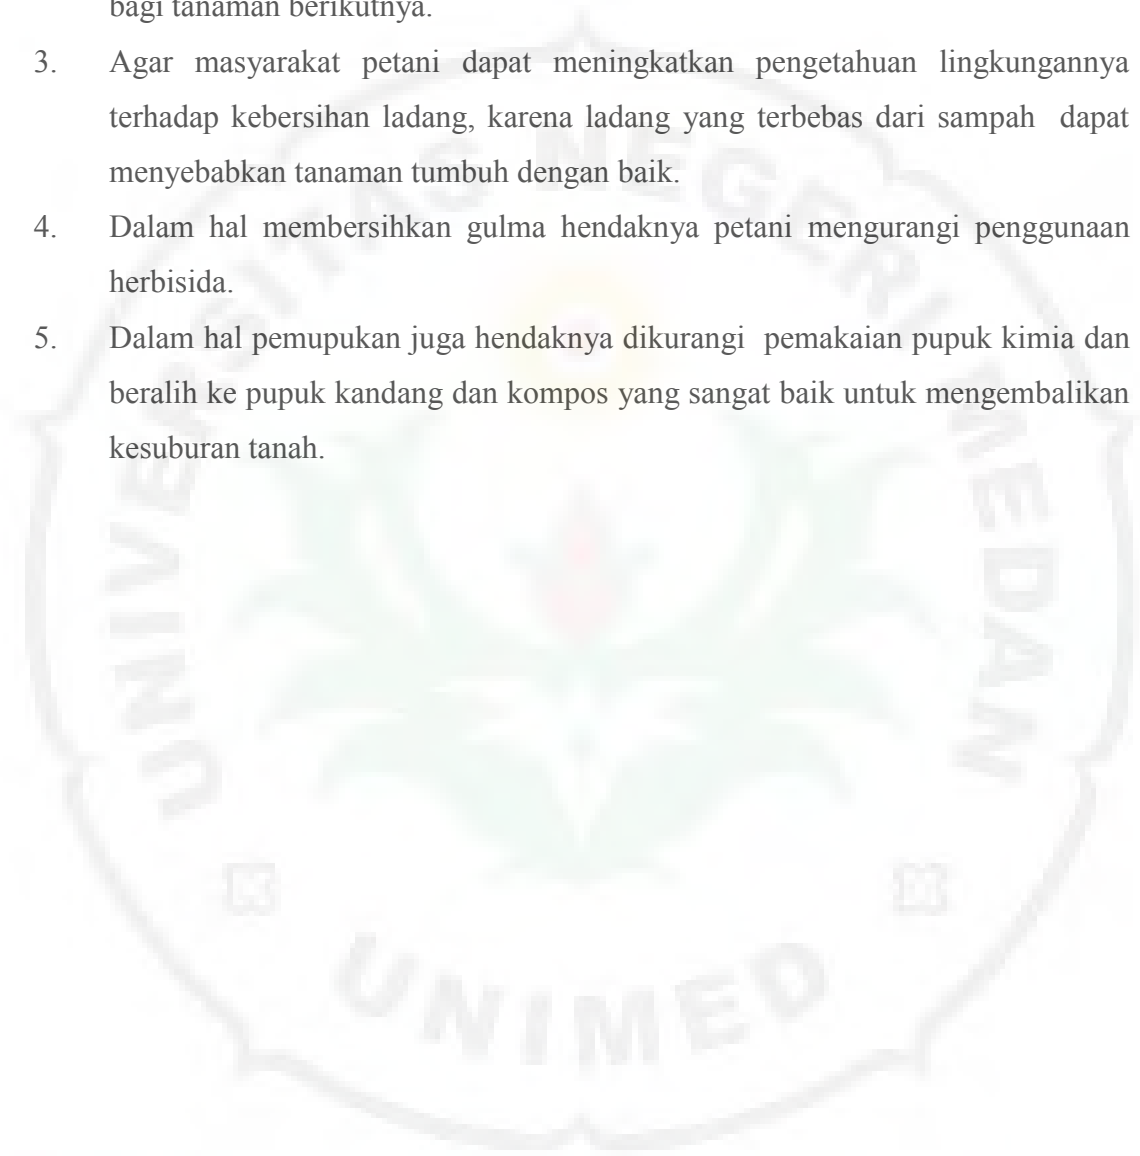 bagi tanaman berikutnya.
3. Agar masyarakat petani dapat meningkatkan pengetahuan lingkungannya
terhadap kebersihan ladang, karena ladang yang terbebas dari sampah dapat
menyebabkan tanaman tumbuh dengan baik.
4. Dalam hal membersihkan gulma hendaknya petani mengurangi penggunaan
herbisida.
5. Dalam hal pemupukan juga hendaknya dikurangi pemakaian pupuk kimia dan
beralih ke pupuk kandang dan kompos yang sangat baik untuk mengembalikan
kesuburan tanah.
UNIVERSITAS NEGERI MEDAN
UNIMED